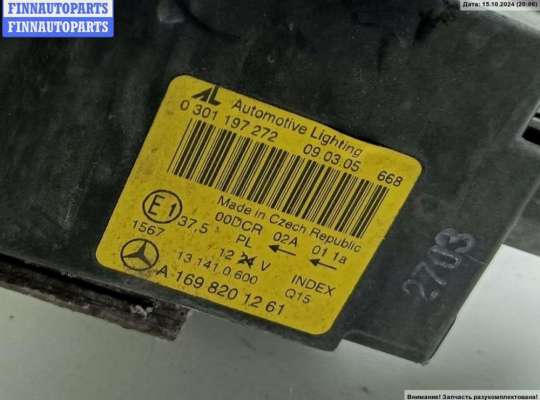 FINNAUTOPARTS
FINNAUTOPARTS
Дата: 15.10.2024 (20:06)
AL Automotive Lighting
0 301 197 272 09.03.05 668
Made in Czech Republic
E1 37,5 00DCR 02A 01 1a
1567 PL
12 24 V
13.141 0.600 INDEX
A 169 820 12 61 Q15
2703
Внимание! Запчасть разукомплектована!